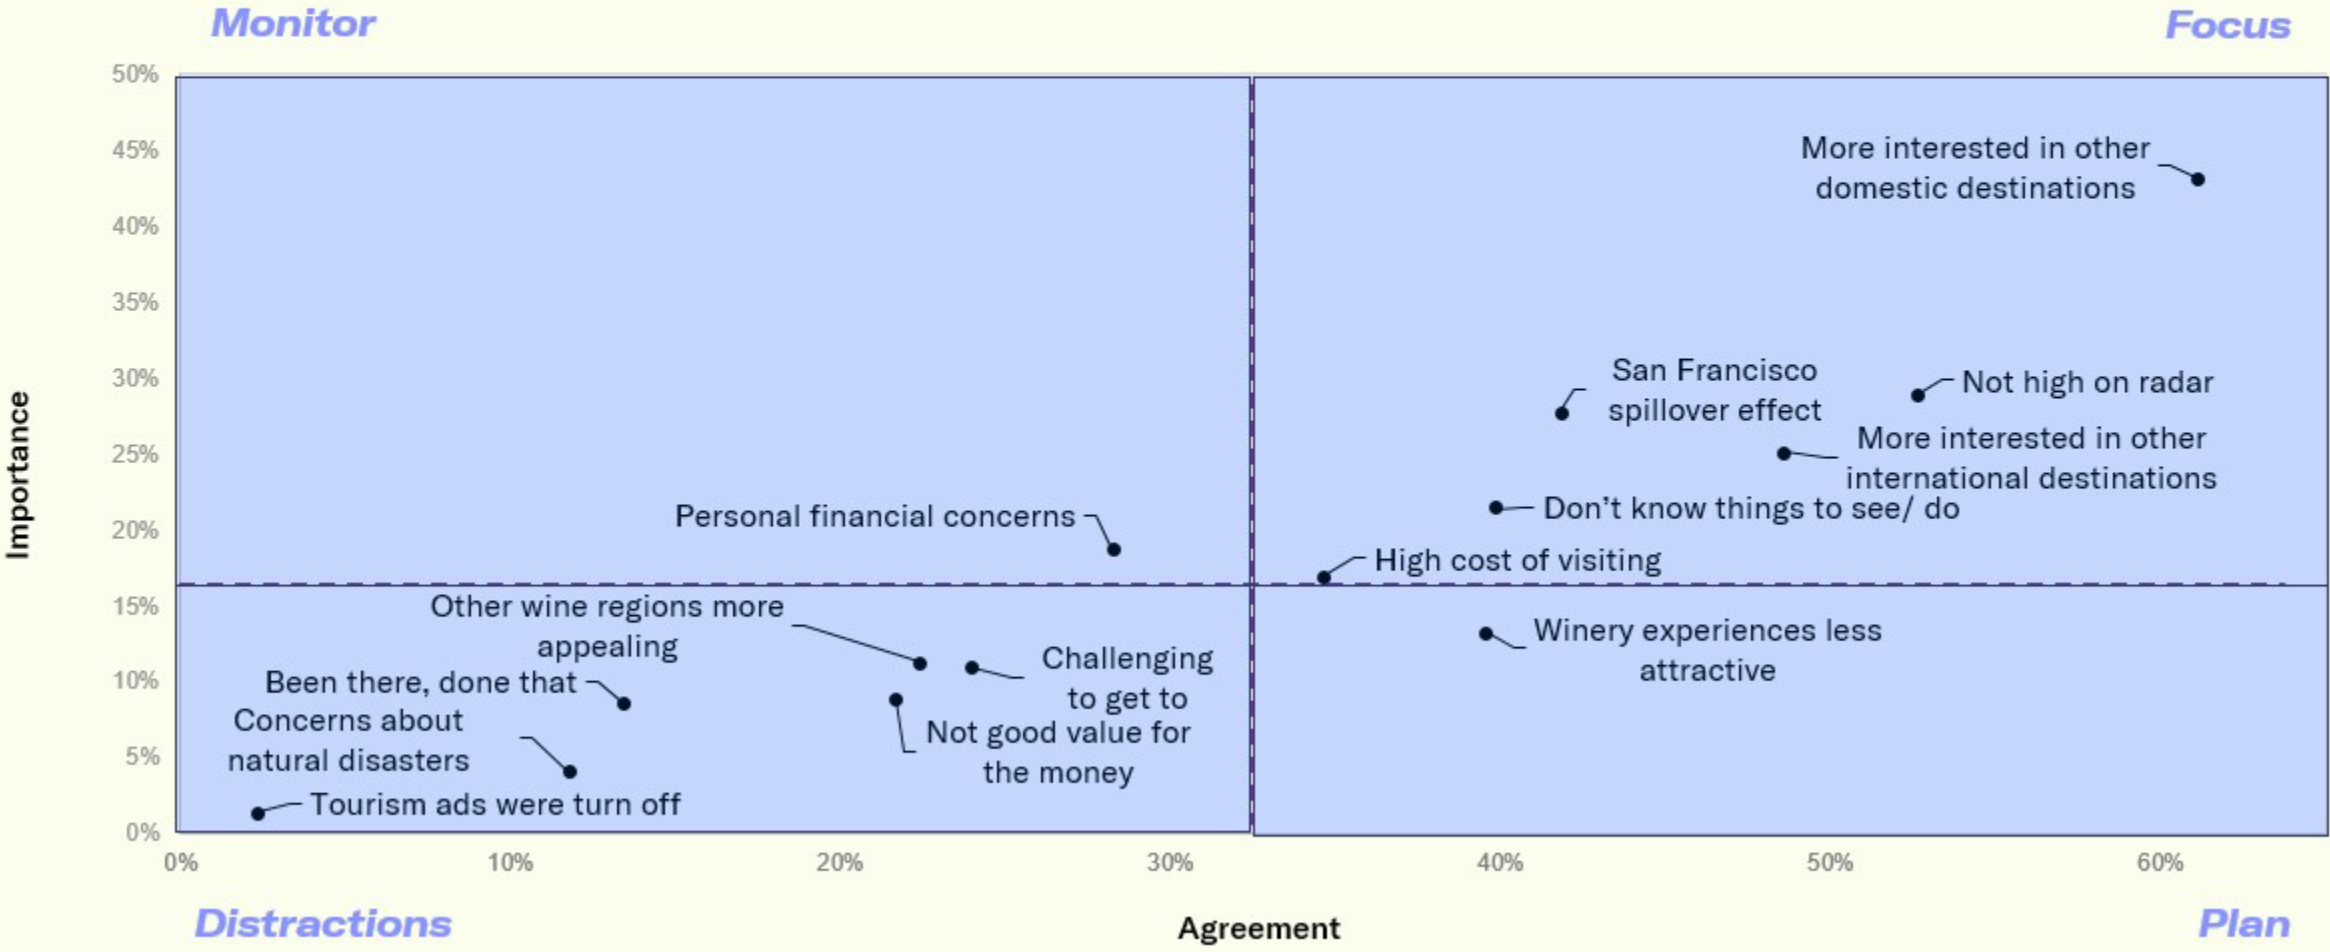 Monitor
Focus
50%
45%
40%
35%
30%
25%
20%
15%
10%
5%
0%
Importance
More interested in other
domestic destinations
San Francisco
spillover effect
Not high on radar
More interested in other
international destinations
Don't know things to see/ do
Personal financial concerns
High cost of visiting
Other wine regions more
appealing
Winery experiences less
attractive
Challenging
to get to
Been there, done that
Concerns about
natural disasters
Not good value for
the money
Tourism ads were turn off
0%
10%
20%
30%
40%
50%
60%
Distractions
Agreement
Plan